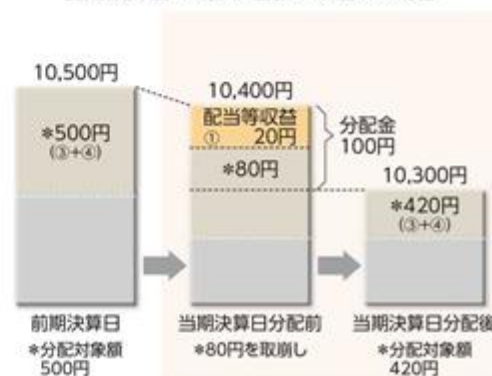 10,500円
*500円
(③+④)
10,400円
配当等収益
① 20円
*80円
分配金
100円
10,300円
*420円
(③+④)
前期決算日
*分配対象額
500円
当期決算日分配前
*80円を取崩し
当期決算日分配後
*分配対象額
420円